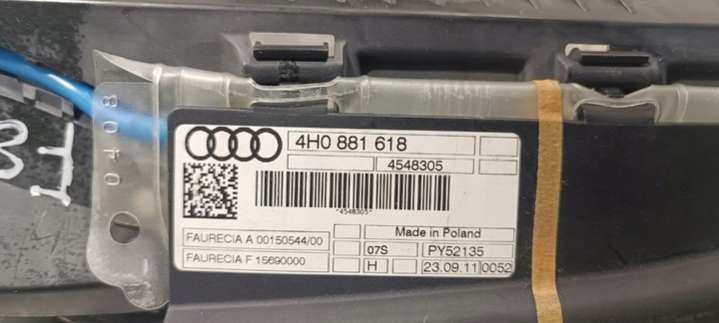 0408
4H0 881 618
4548305
*4548305*
Made in Poland
FAURECIA A 00150544/00
07S PY52135
FAURECIA F 15690000
H 23.09.11 0052